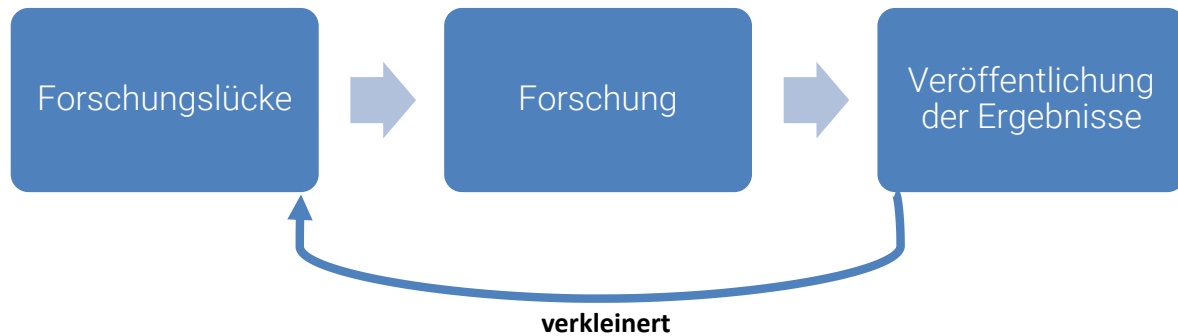 Forschungslücke
Forschung
Veröffentlichung
der Ergebnisse
verkleinert